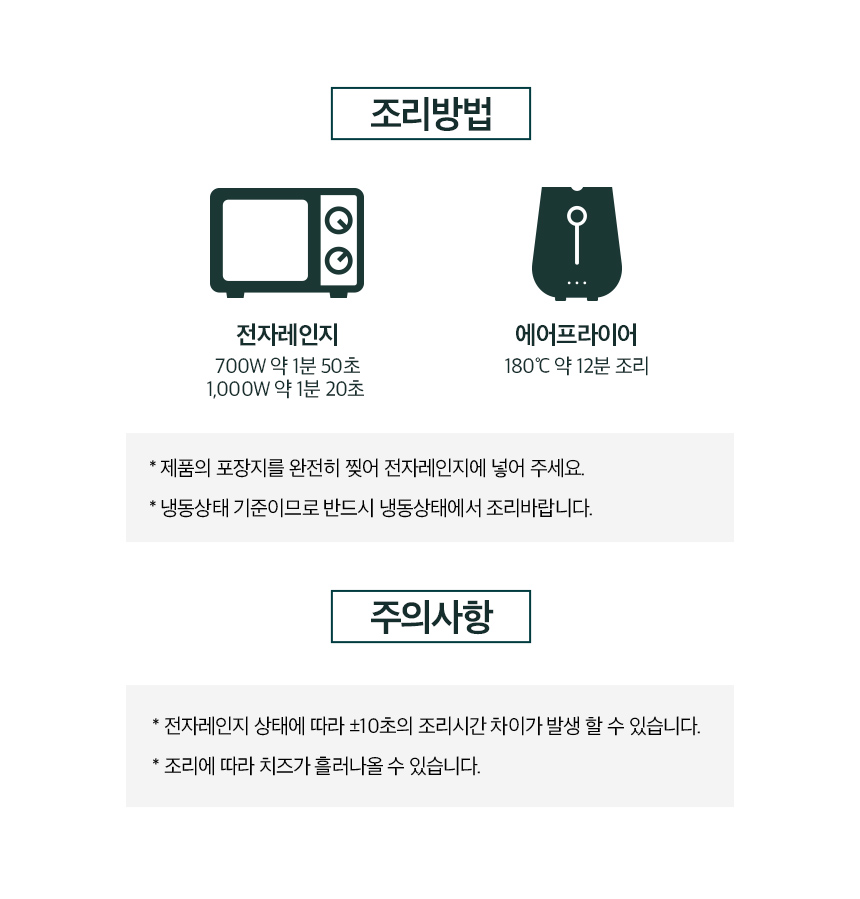 조리방법
전자레인지
700W 약 1분 50초
1,000W 약 1분 20초
에어프라이어
180℃ 약 12분 조리
* 제품의 포장지를 완전히 찢어 전자레인지에 넣어 주세요.
* 냉동상태 기준이므로 반드시 냉동상태에서 조리바랍니다.
주의사항
* 전자레인지 상태에 따라 ±10초의 조리시간 차이가 발생 할 수 있습니다.
* 조리에 따라 치즈가 흘러나올 수 있습니다.